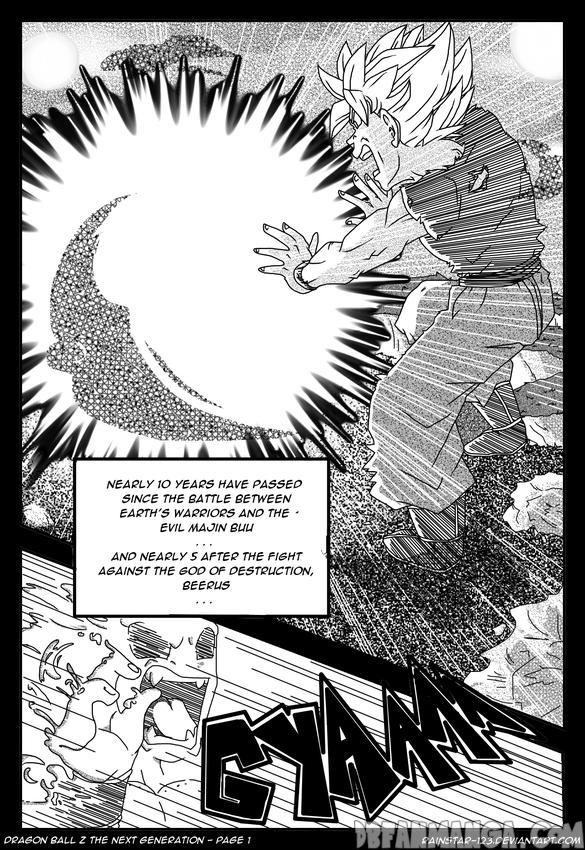 NEARLY 10 YEARS HAVE PASSED
SINCE THE BATTLE BETWEEN
EARTH'S WARRIORS AND THE
EVIL MAJIN BUU
. . .
AND NEARLY 5 AFTER THE FIGHT
AGAINST THE GOD OF DESTRUCTION,
BEERUS
. . .
GYAAAA
DBFANMANGA.COM
DRAGON BALL Z THE NEXT GENERATION - PAGE 1
RAINSTAR-123.DEVIANTART.COM